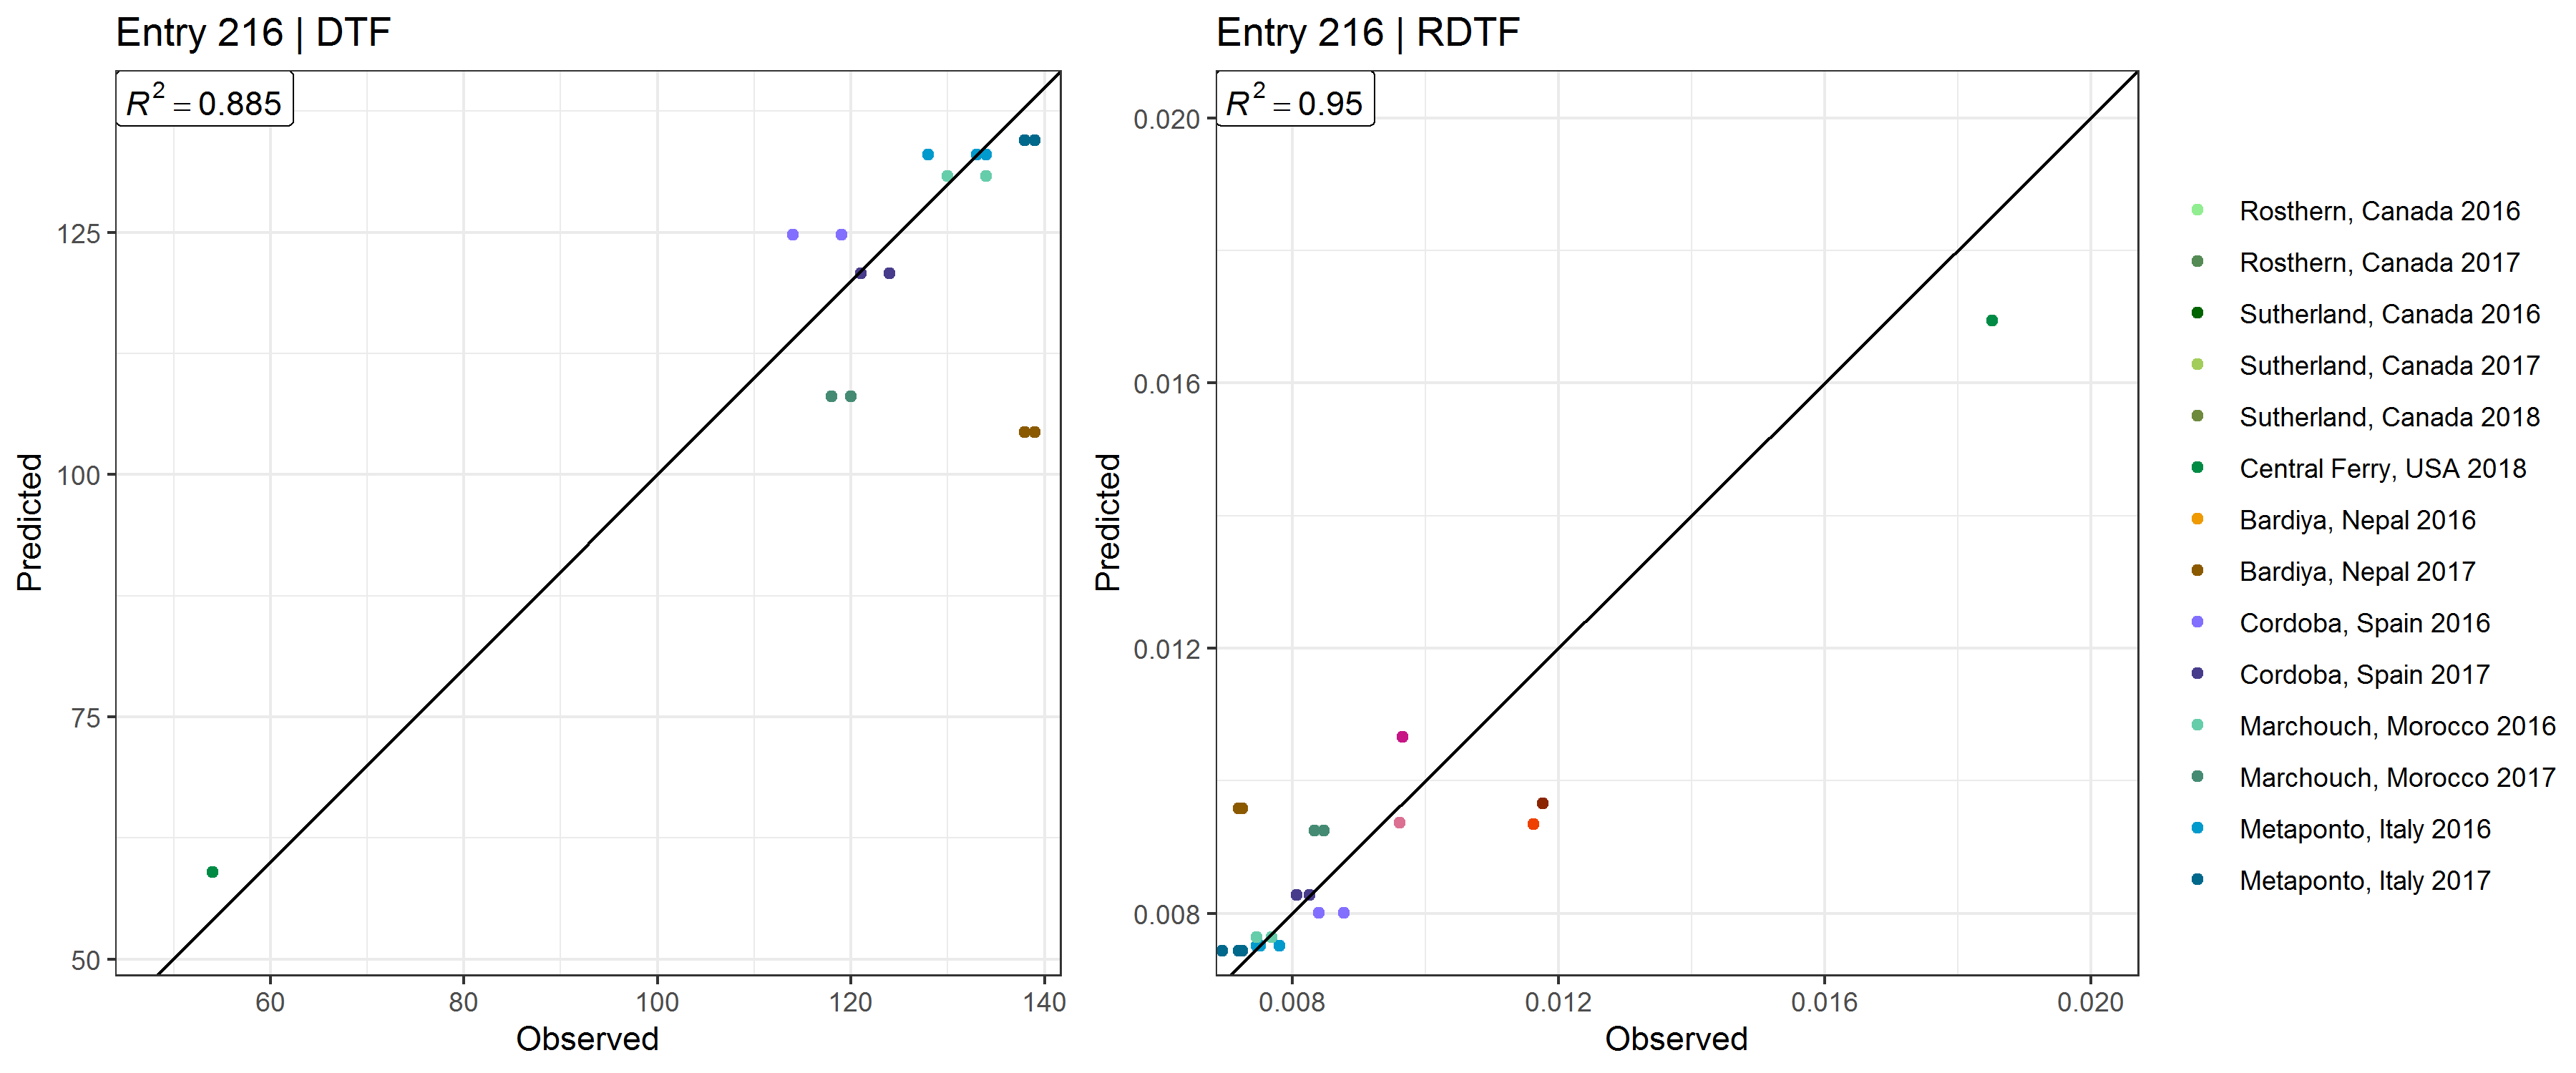 Entry 216 | DTF
R² = 0.885
125
100
75
50
Predicted
60 80 100 120 140
Observed
Entry 216 | RDTF
R² = 0.95
0.020
0.016
0.012
0.008
Predicted
0.008 0.012 0.016 0.020
Observed
Rosthern, Canada 2016
Rosthern, Canada 2017
Sutherland, Canada 2016
Sutherland, Canada 2017
Sutherland, Canada 2018
Central Ferry, USA 2018
Bardiya, Nepal 2016
Bardiya, Nepal 2017
Cordoba, Spain 2016
Cordoba, Spain 2017
Marchouch, Morocco 2016
Marchouch, Morocco 2017
Metaponto, Italy 2016
Metaponto, Italy 2017